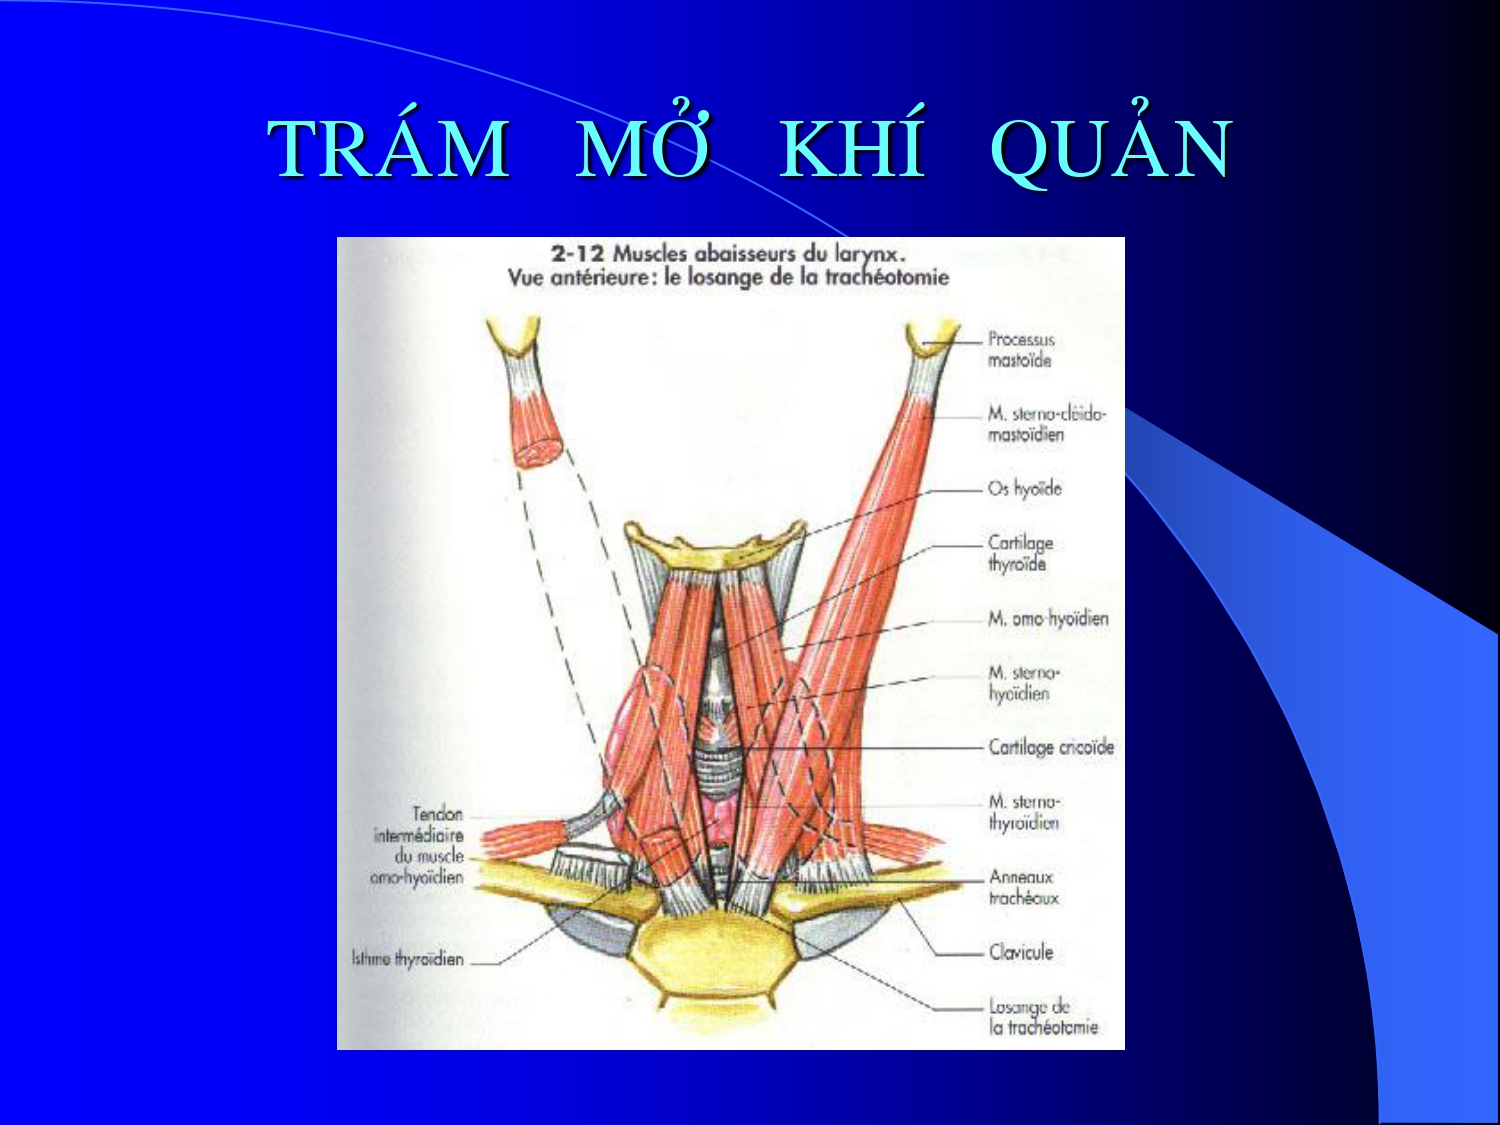 TRÁM MỞ KHÍ QUẢN
2-12 Muscles abaisseurs du larynx.
Vue antérieure: le losange de la trachéotomie
Processus
mastoïde
M. sterno-cléido-
mastoïdien
Os hyoïde
Cartilage
thyroïde
M. omo-hyoïdien
M. sterno-
hyoïdien
Cartilage cricoïde
M. sterno-
thyroïdien
Anneaux
trachéaux
Clavicule
Losange de
la trachéotomie
Tendon
intermédiaire
du muscle
omo-hyoïdien
Isthme thyroïdien